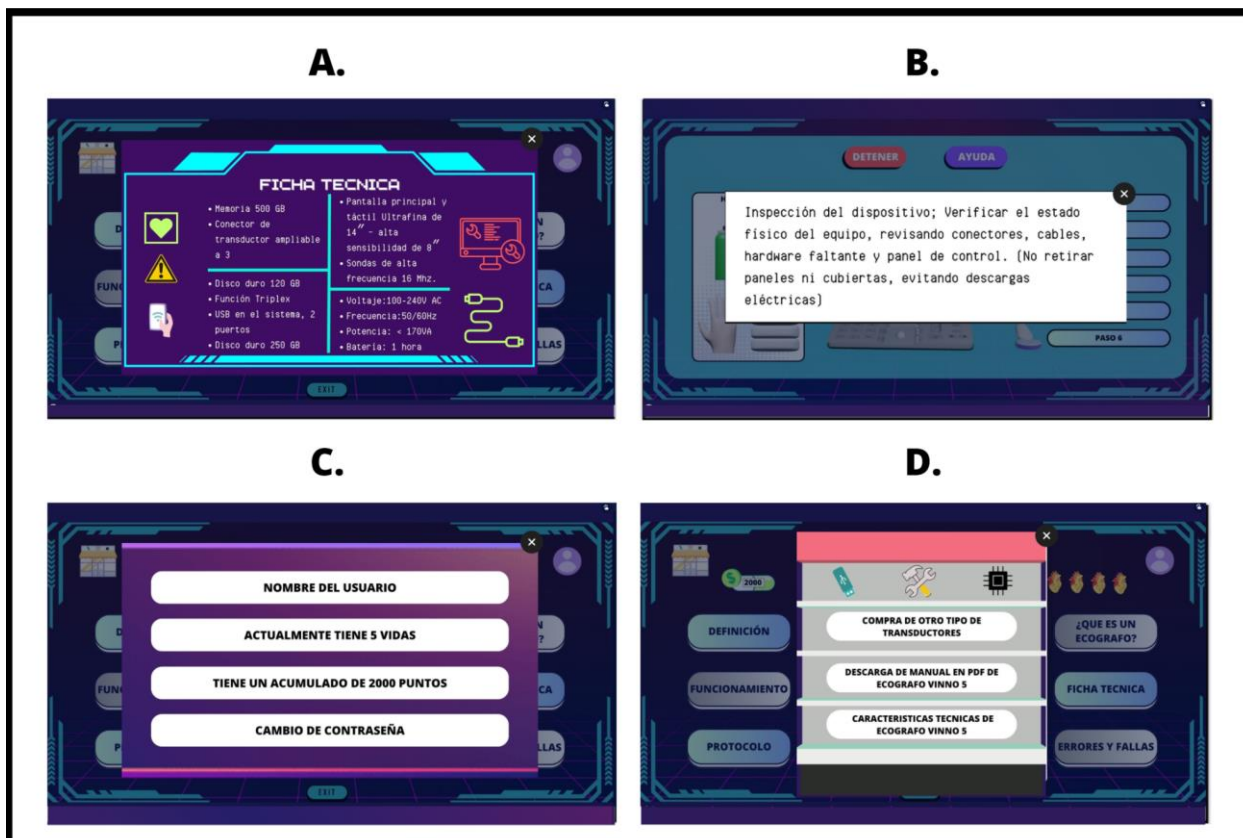 A.
FICHA TECNICA
• Memoria 500 GB
• Conector de
transductor ampliable
a 3
• Disco duro 120 GB
• Función Triplex
• USB en el sistema, 2
puertos
• Disco duro 250 GB
• Pantalla principal y
táctil Ultrafina de
14″ - alta
sensibilidad de 8″
• Sondas de alta
frecuencia 16 Mhz.
• Voltaje:100-240V AC
• Frecuencia:50/60Hz
• Potencia: < 170VA
• Bateria: 1 hora
EXIT
B.
DETENER
AYUDA
Inspección del dispositivo; Verificar el estado
físico del equipo, revisando conectores, cables,
hardware faltante y panel de control. (No retirar
paneles ni cubiertas, evitando descargas
eléctricas)
PASO 6
C.
NOMBRE DEL USUARIO
ACTUALMENTE TIENE 5 VIDAS
TIENE UN ACUMULADO DE 2000 PUNTOS
CAMBIO DE CONTRASEÑA
EXIT
D.
2000
DEFINICIÓN
FUNCIONAMIENTO
PROTOCOLO
COMPRA DE OTRO TIPO DE
TRANSDUCTORES
DESCARGA DE MANUAL EN PDF DE
ECOGRAFO VINNO 5
CARACTERISTICAS TECNICAS DE
ECOGRAFO VINNO 5
¿QUE ES UN
ECOGRAFO?
FICHA TECNICA
ERRORES Y FALLAS